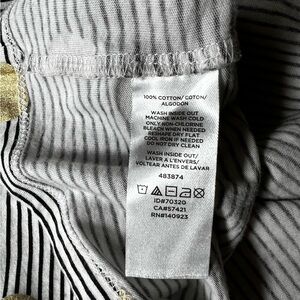 100% COTTON/ COTON/
ALGODON
WASH INSIDE OUT
MACHINE WASH COLD
ONLY NON-CHLORINE
BLEACH WHEN NEEDED
RESHAPE DRY FLAT
COOL IRON IF NEEDED
DO NOT DRY CLEAN
WASH INSIDE OUT/
LAVER A L'ENVERS/
VOLTEAR ANTES DE LAVAR
483874
ID#70320
CA#57421
RN#140923